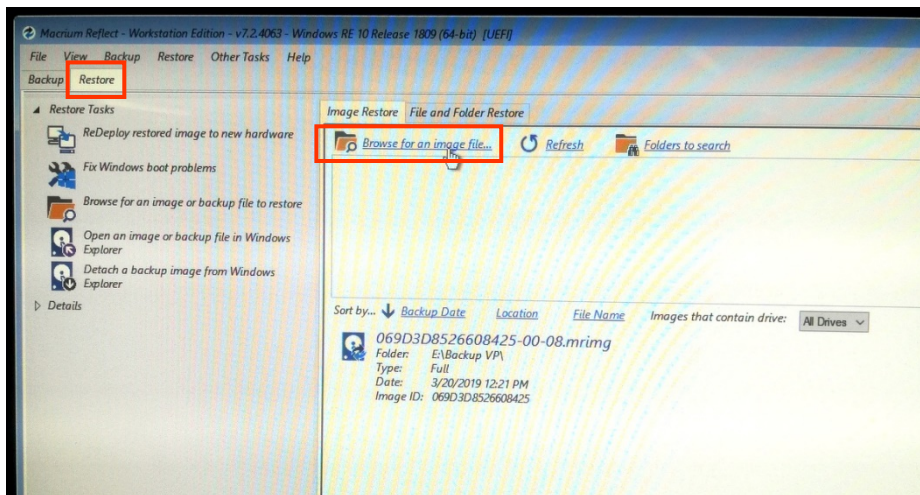 Macrium Reflect - Workstation Edition - v7.2.4063 - Windows RE 10 Release 1809 (64-bit) [UEFI]
File View Backup Restore Other Tasks Help
Backup Restore
Restore Tasks
ReDeploy restored image to new hardware
Fix Windows boot problems
Browse for an image or backup file to restore
Open an image or backup file in Windows
Explorer
Detach a backup image from Windows
Explorer
Details
Image Restore File and Folder Restore
Browse for an image file... Refresh Folders to search
Sort by... Backup Date Location File Name Images that contain drive: All Drives
069D3D8526608425-00-08.mrimg
Folder: E:\Backup VP\
Type: Full
Date: 3/20/2019 12:21 PM
Image ID: 069D3D8526608425